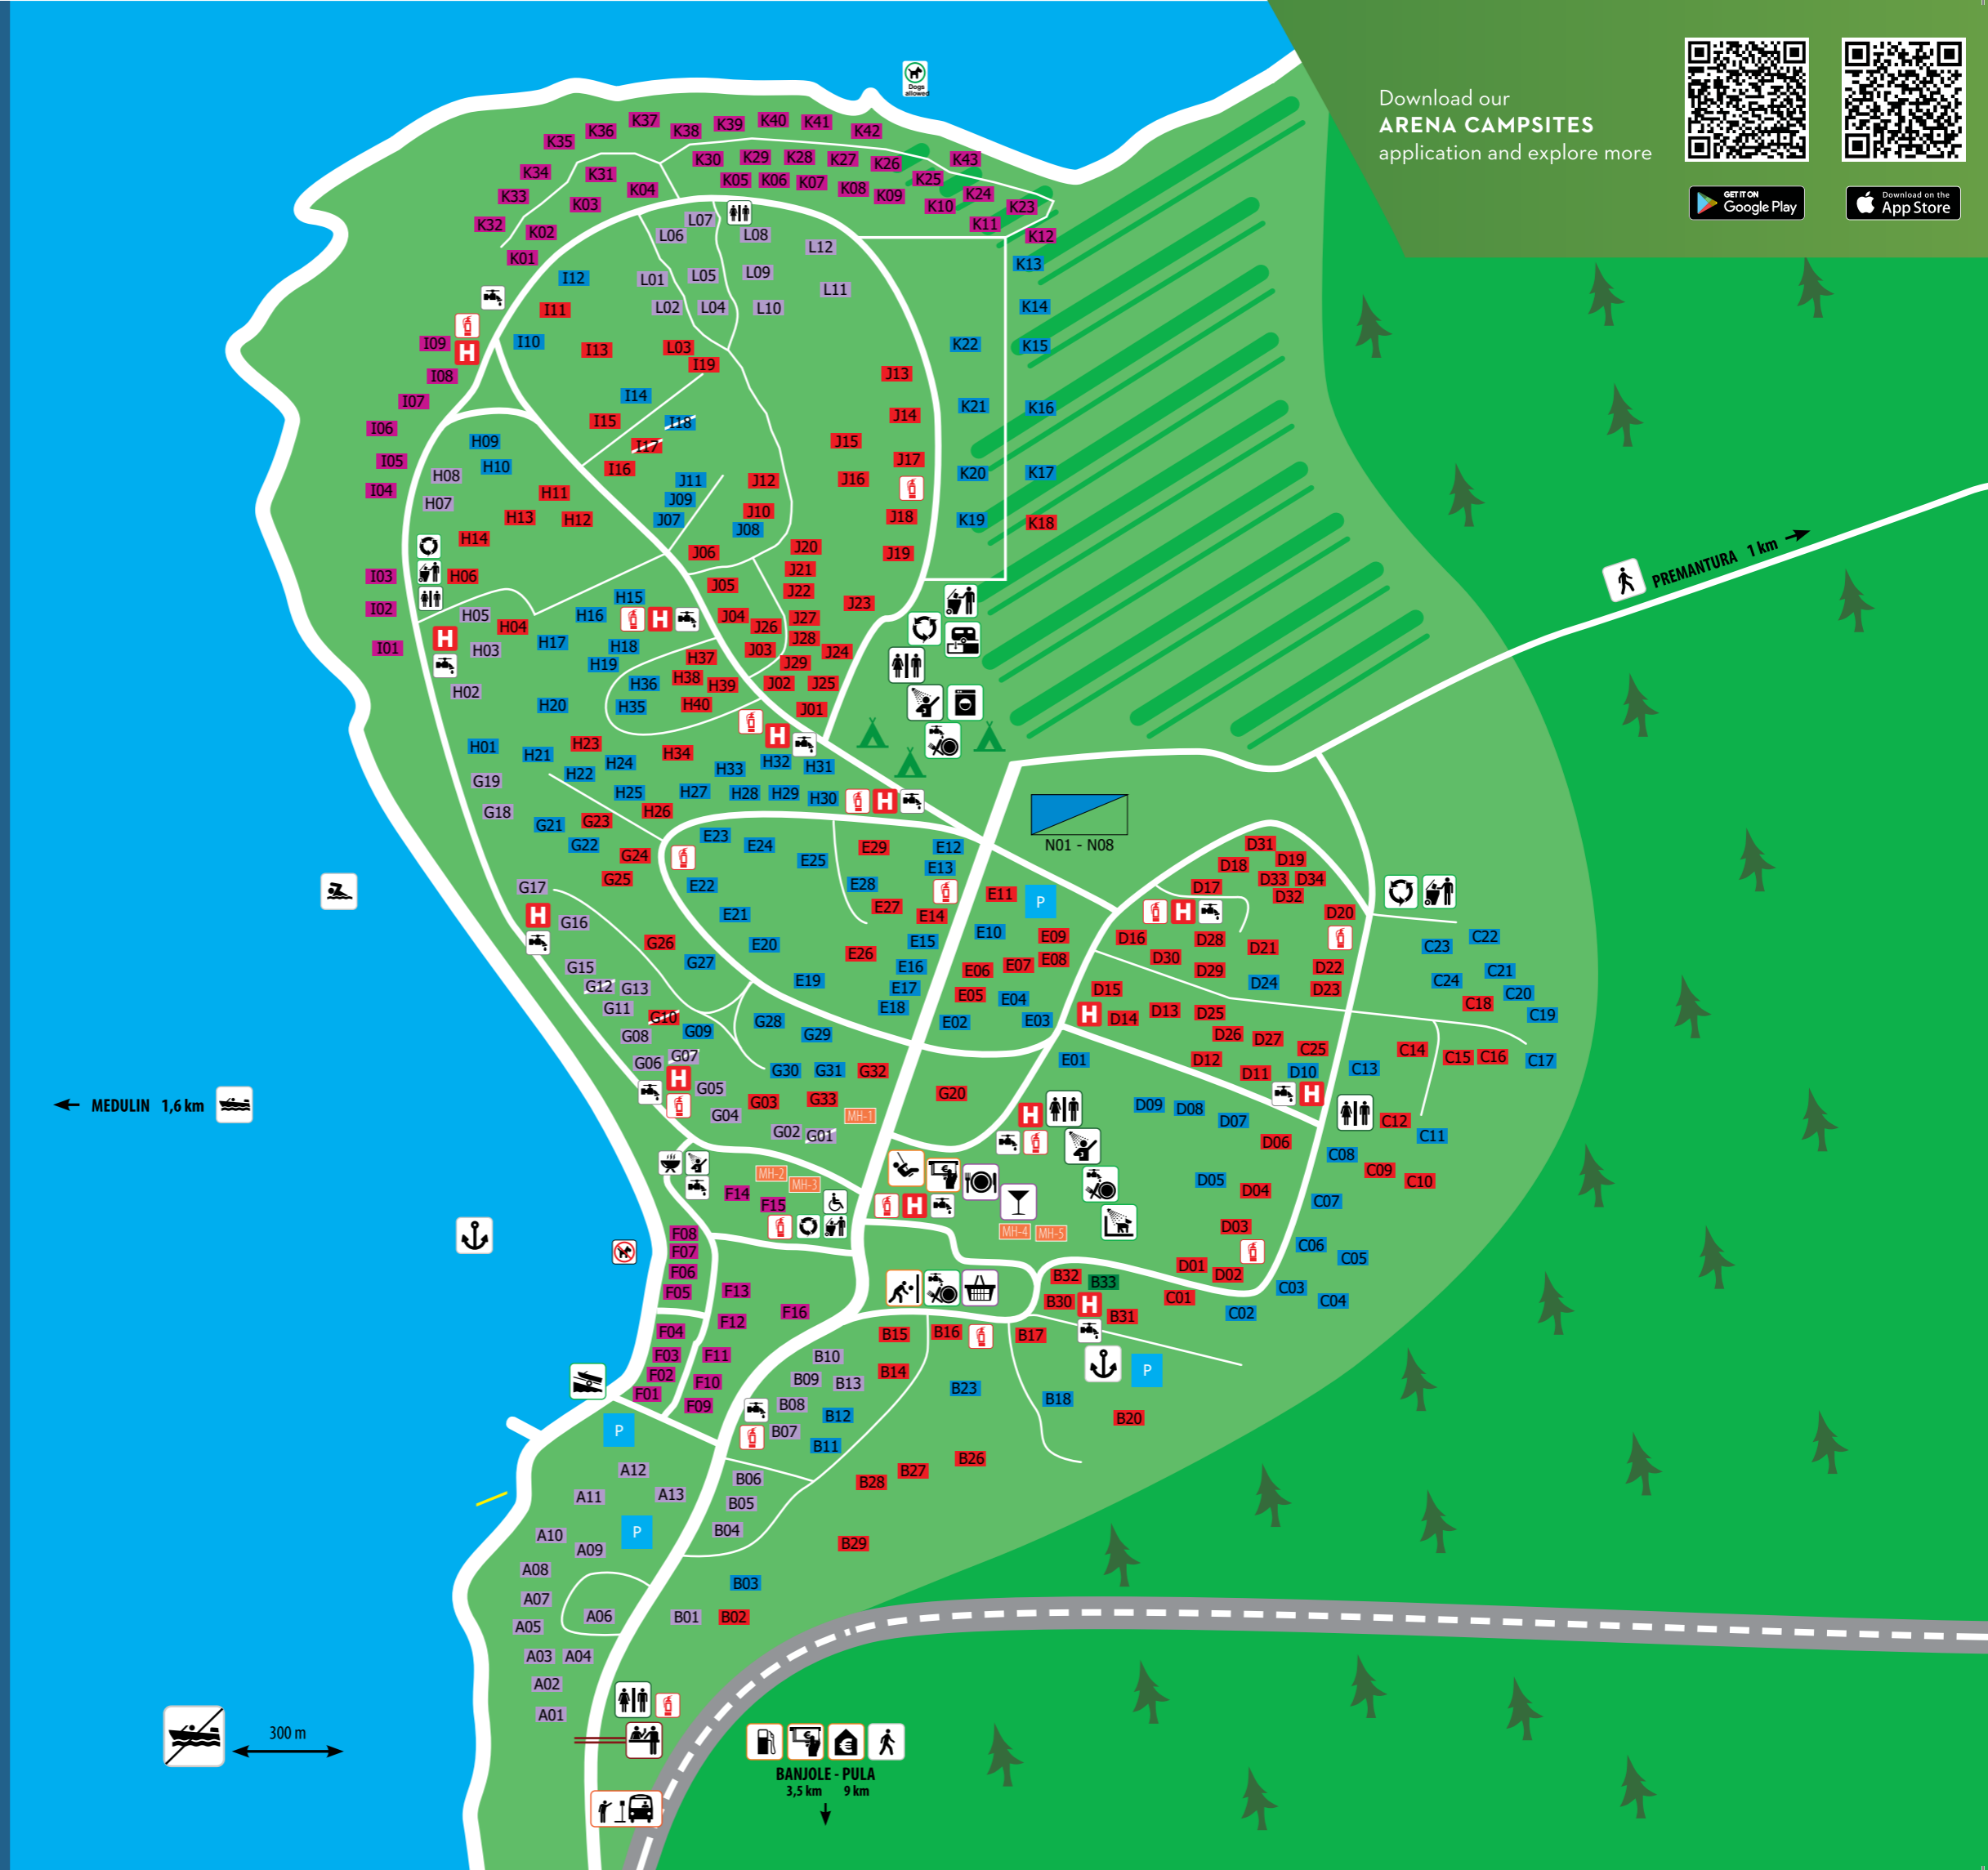 Dogs
allowed
Download our
ARENA CAMPSITES
application and explore more
GET IT ON
Google Play
Download on the
App Store
K35 K36 K37 K38 K39 K40 K41 K42
K34 K31 K30 K29 K28 K27 K26 K43
K33 K04 K05 K06 K07 K08 K09 K25 K24
K32 K02 K03 K10 K11 K23
K01 K12
L07 L06 L08 L12
I12 L01 L05 L09 L11 K13
I11 L02 L04 L10 K14
I09 I10 I13 L03 I19 K22 K15
I08 J13
I07 I14 K21 K16
I06 I15 I18 J14
H09 I17 J15
I05 H10 I16 J17
H08 J11 J12 J16 K20 K17
I04 H07 H11 J09
H13 H12 J07 J10 J08 J18 K19 K18
H14 J06 J20 J19
I03 H06 J05 J21
I02 H15 J22 J23
H05 H04 H16 J04 J26 J27
I01 H03 H17 H18 J03 J28 J24
H19 H37 J29
H02 H36 H38 H39 J02 J25
H20 H35 H40 J01
PREMANTURA 1 km
H01 H21 H23 H34
G19 H22 H24 H33 H32 H31
G18 H25 H27 H28 H29 H30
G21 G23 H26
N01 - N08
G22 G24 E23 E24 E25 E29 E12
G25 E22 E28 E13 E11 P
G17 E21 E27 E14
G16 G26 E20 E15 E10 E09
G15 G27 E26 E16 E06 E07 E08
G12 G13 E19 E17 E05 E04
G11 G10 E18 E02 E03
G08 G09 G28 G29
G06 G07 G30 G31 G32 E01
G05 G03 G33 G20
G04 MH-1
G02 G01
D31
D18 D19
D17 D33 D34
D32
D20
D16 D28 D21 C23 C22
D30 D29 D22 C21
D15 D24 D23 C24 C20
D14 D13 D25 C18 C19
D26 D27
D12 C25 C14 C15 C16 C17
D11 D10 C13
D09 D08 D07 C12
D06 C11
C08
D05 D04 C09 C10
C07
D03
D01 D02 C06 C05
C01 C03
C02 C04
MEDULIN 1,6 km
MH-2
MH-3
F14 F15
MH-4 MH-5
F08
F07
F06
F05 F13
F16
F04 F12
F03 F11
F02
F01 F10
F09
B32 B33
B30 B31
B15 B16 B17
B10
B09 B13 B14
B08 B12 B23 B18 P
B07 B11 B20
P
A12 B06 B28 B27 B26
A11 A13 B05
A10 P B04
A09 B29
A08
A07 B03
A06 B01 B02
A05
A03 A04
A02
A01
300 m
BANJOLE - PULA
3,5 km 9 km
H
H
H
H
H
H
H
H
H
H
H
H
H
H